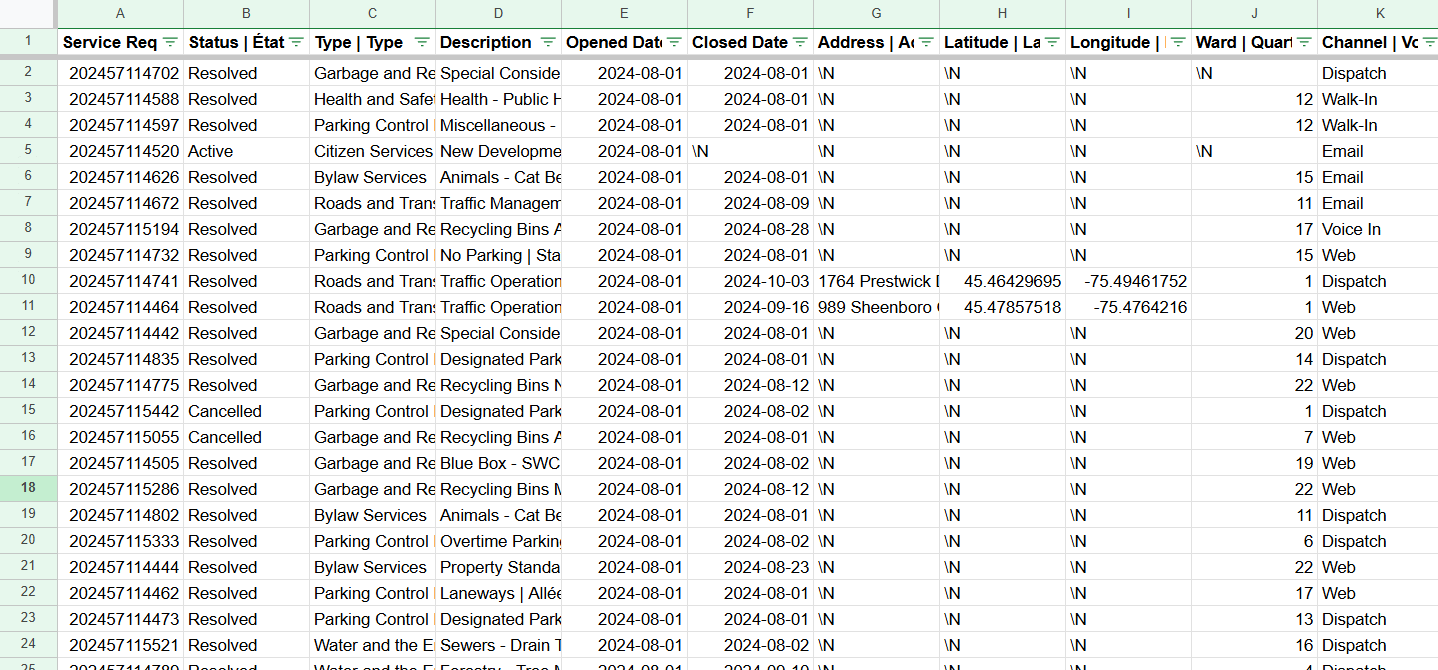 A B C D E F G H I J K
1 Service Req Status | État Type | Type Description Opened Date Closed Date Address | Ad Latitude | La Longitude | Ward | Quart Channel | Vo
2 202457114702 Resolved Garbage and Re Special Conside 2024-08-01 2024-08-01 \N \N \N \N Dispatch
3 202457114588 Resolved Health and Safe Health - Public H 2024-08-01 2024-08-01 \N \N \N 12 Walk-In
4 202457114597 Resolved Parking Control Miscellaneous - 2024-08-01 2024-08-01 \N \N \N 12 Walk-In
5 202457114520 Active Citizen Services New Developme 2024-08-01 \N \N \N \N \N Email
6 202457114626 Resolved Bylaw Services Animals - Cat Be 2024-08-01 2024-08-01 \N \N \N 15 Email
7 202457114672 Resolved Roads and Trans Traffic Managem 2024-08-01 2024-08-09 \N \N \N 11 Email
8 202457115194 Resolved Garbage and Re Recycling Bins A 2024-08-01 2024-08-28 \N \N \N 17 Voice In
9 202457114732 Resolved Parking Control No Parking | Sta 2024-08-01 2024-08-01 \N \N \N 15 Web
10 202457114741 Resolved Roads and Trans Traffic Operation 2024-08-01 2024-10-03 1764 Prestwick D 45.46429695 -75.49461752 1 Dispatch
11 202457114464 Resolved Roads and Trans Traffic Operation 2024-08-01 2024-09-16 989 Sheenboro 45.47857518 -75.4764216 1 Web
12 202457114442 Resolved Garbage and Re Special Conside 2024-08-01 2024-08-01 \N \N \N 20 Web
13 202457114835 Resolved Parking Control Designated Park 2024-08-01 2024-08-01 \N \N \N 14 Dispatch
14 202457114775 Resolved Garbage and Re Recycling Bins N 2024-08-01 2024-08-12 \N \N \N 22 Web
15 202457115442 Cancelled Parking Control Designated Park 2024-08-01 2024-08-02 \N \N \N 1 Dispatch
16 202457115055 Cancelled Garbage and Re Recycling Bins A 2024-08-01 2024-08-01 \N \N \N 7 Web
17 202457114505 Resolved Garbage and Re Blue Box - SWC 2024-08-01 2024-08-02 \N \N \N 19 Web
18 202457115286 Resolved Garbage and Re Recycling Bins M 2024-08-01 2024-08-12 \N \N \N 22 Web
19 202457114802 Resolved Bylaw Services Animals - Cat Be 2024-08-01 2024-08-01 \N \N \N 11 Dispatch
20 202457115333 Resolved Parking Control Overtime Parking 2024-08-01 2024-08-02 \N \N \N 6 Dispatch
21 202457114444 Resolved Bylaw Services Property Standa 2024-08-01 2024-08-23 \N \N \N 22 Web
22 202457114462 Resolved Parking Control Laneways | Allée 2024-08-01 2024-08-01 \N \N \N 17 Web
23 202457114473 Resolved Parking Control Designated Park 2024-08-01 2024-08-01 \N \N \N 13 Dispatch
24 202457115521 Resolved Water and the E Sewers - Drain T 2024-08-01 2024-08-02 \N \N \N 16 Dispatch
25 202457114789 Resolved Water and the E Forestry - Tree M 2024-08-01 \N \N \N 4 Dispatch